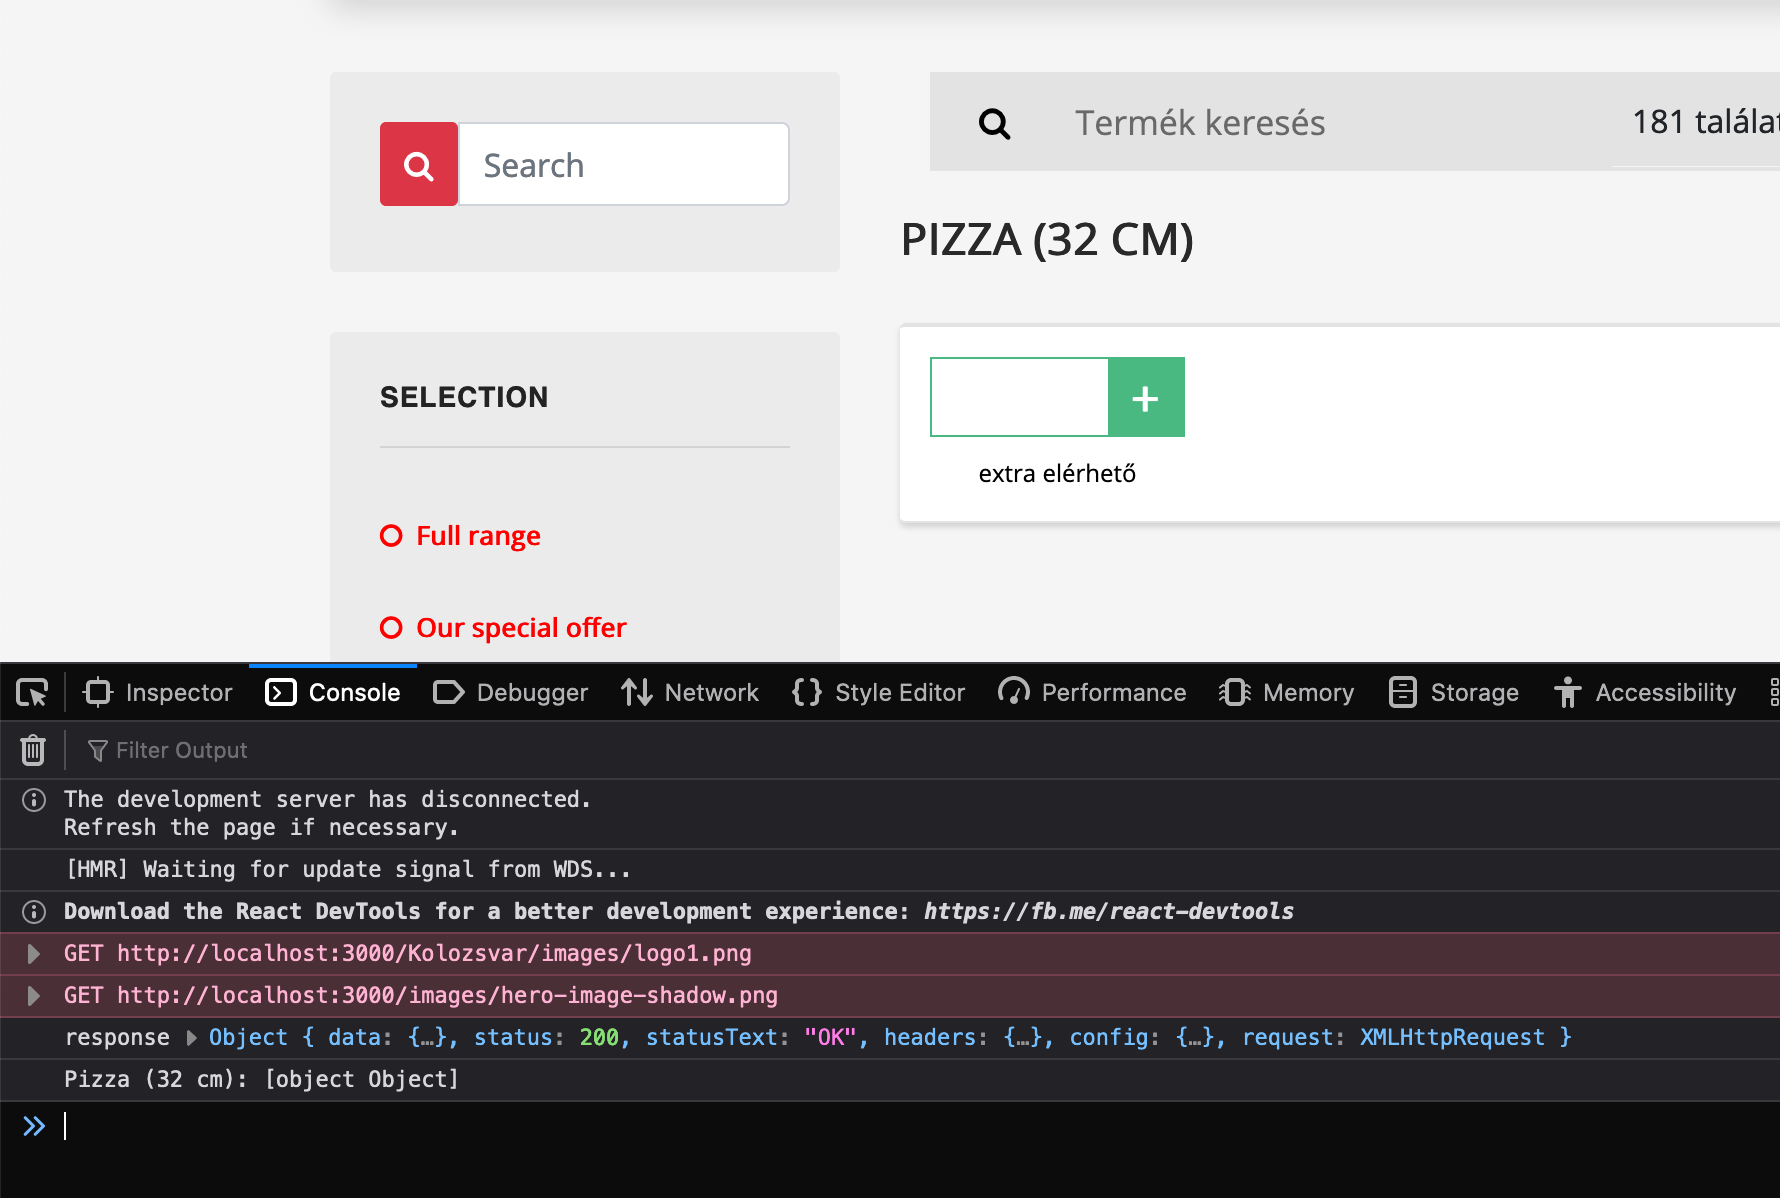 Search
Termék keresés
181 talála
PIZZA (32 CM)
SELECTION
extra elérhető
Full range
Our special offer
Inspector Console Debugger Network Style Editor Performance Memory Storage Accessibility
Filter Output
The development server has disconnected.
Refresh the page if necessary.
[HMR] Waiting for update signal from WDS...
Download the React DevTools for a better development experience: https://fb.me/react-devtools
GET http://localhost:3000/Kolozsvar/images/logo1.png
GET http://localhost:3000/images/hero-image-shadow.png
response Object { data: {…}, status: 200, statusText: "OK", headers: {…}, config: {…}, request: XMLHttpRequest }
Pizza (32 cm): [object Object]